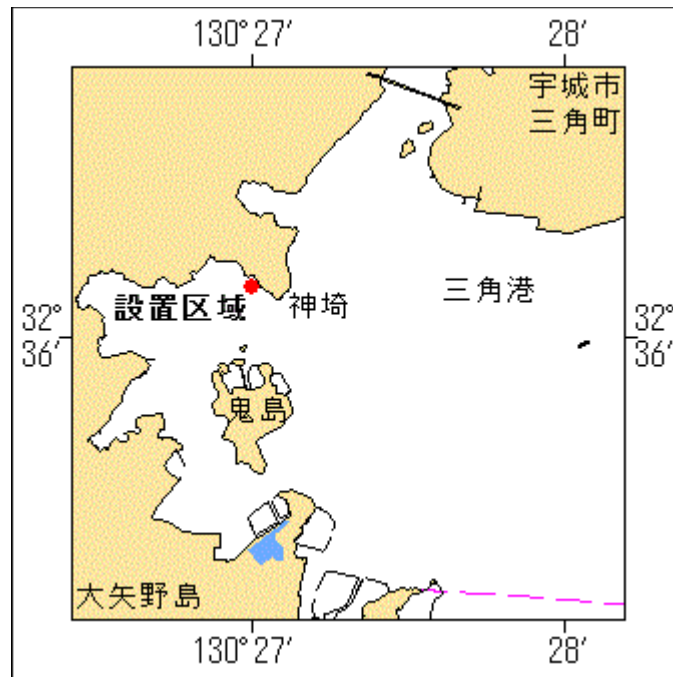 130°27′
28′
宇城市
三角町
三角港
設置区域
神埼
32°
36′
32°
36′
鬼島
大矢野島
130°27′
28′